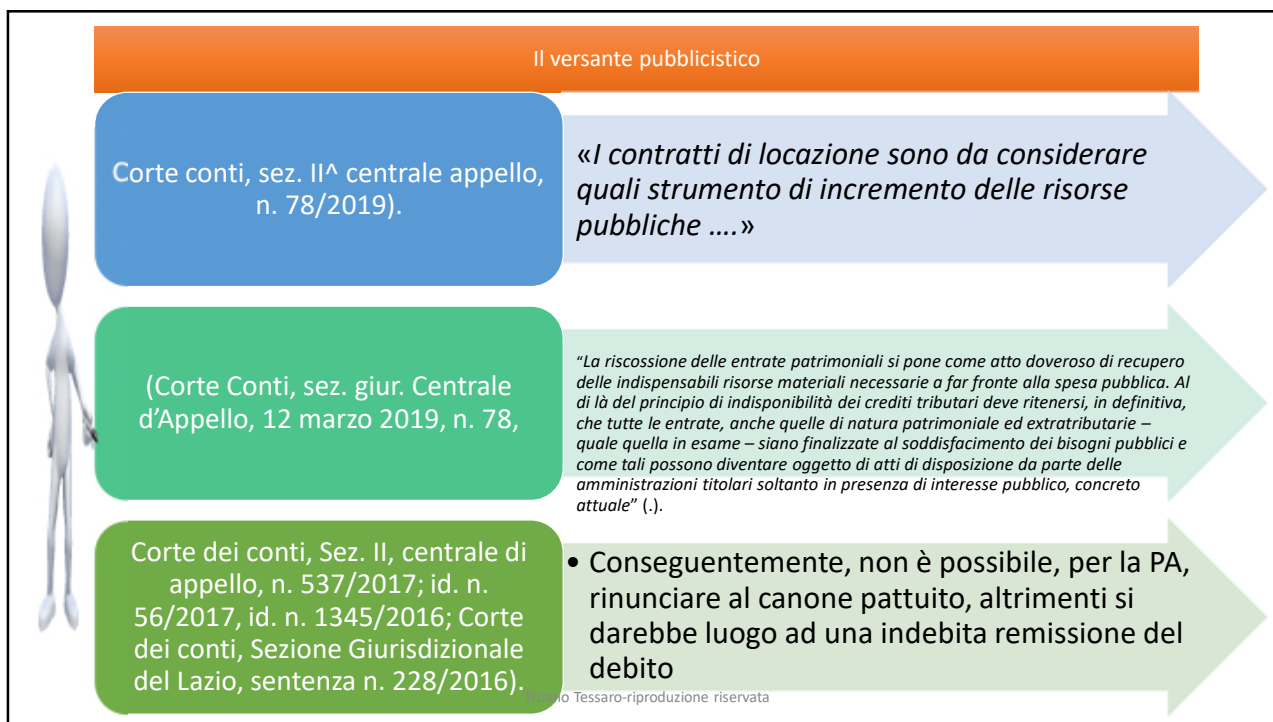 Il versante pubblicistico
Corte conti, sez. II^ centrale appello,
n. 78/2019).
«I contratti di locazione sono da considerare
quali strumento di incremento delle risorse
pubbliche ….»
(Corte Conti, sez. giur. Centrale
d’Appello, 12 marzo 2019, n. 78,
“La riscossione delle entrate patrimoniali si pone come atto doveroso di recupero
delle indispensabili risorse materiali necessarie a far fronte alla spesa pubblica. Al
di là del principio di indisponibilità dei crediti tributari deve ritenersi, in definitiva,
che tutte le entrate, anche quelle di natura patrimoniale ed extratributarie –
quale quella in esame – siano finalizzate al soddisfacimento dei bisogni pubblici e
come tali possono diventare oggetto di atti di disposizione da parte delle
amministrazioni titolari soltanto in presenza di interesse pubblico, concreto
attuale” (.).
Corte dei conti, Sez. II, centrale di
appello, n. 537/2017; id. n.
56/2017, id. n. 1345/2016; Corte
dei conti, Sezione Giurisdizionale
del Lazio, sentenza n. 228/2016).
• Conseguentemente, non è possibile, per la PA,
rinunciare al canone pattuito, altrimenti si
darebbe luogo ad una indebita remissione del
debito
Tiziano Tessaro-riproduzione riservata